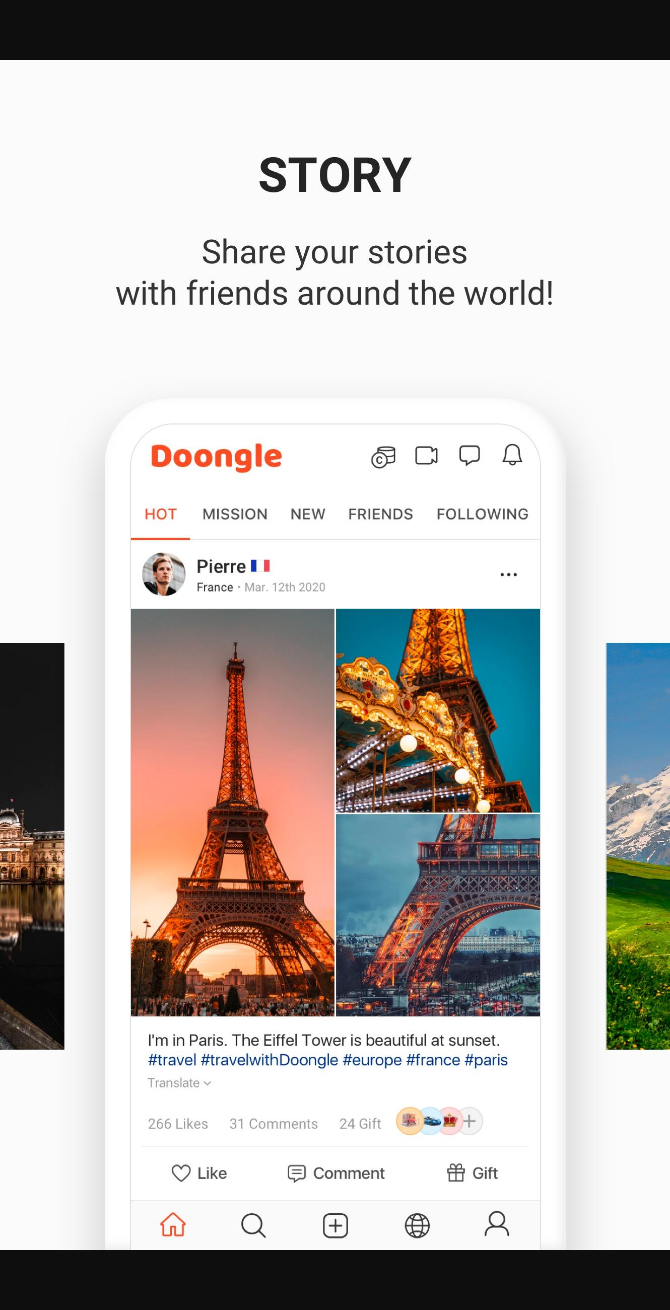 STORY
Share your stories
with friends around the world!
Doongle
HOT MISSION NEW FRIENDS FOLLOWING
Pierre
France · Mar. 12th 2020
I'm in Paris. The Eiffel Tower is beautiful at sunset.
#travel #travelwithDoongle #europe #france #paris
Translate
266 Likes 31 Comments 24 Gift
Like Comment Gift